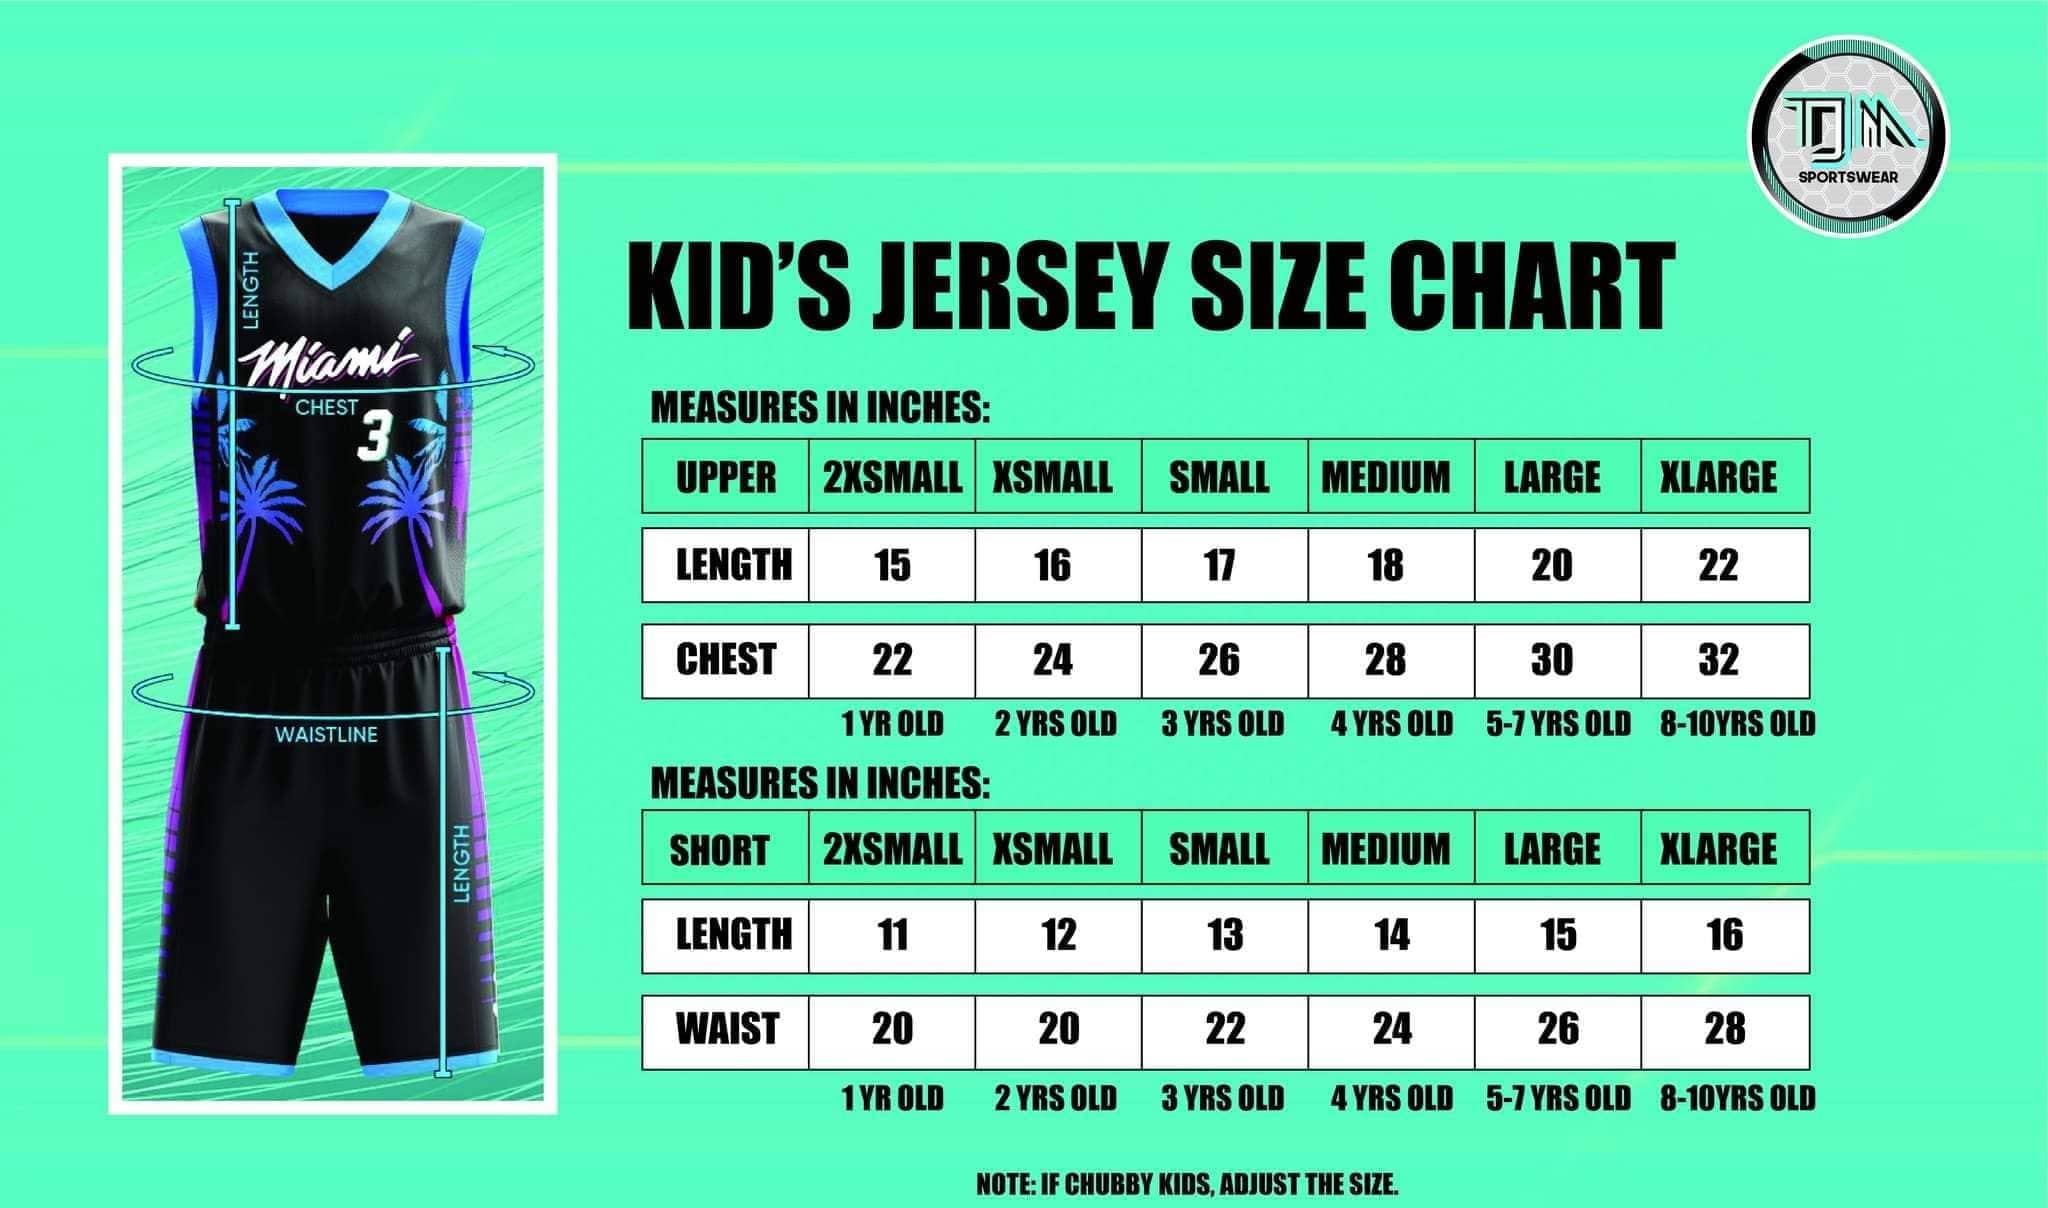 TJM
SPORTSWEAR
LENGTH
Miami
CHEST
3
WAISTLINE
LENGTH
KID'S JERSEY SIZE CHART
MEASURES IN INCHES:
UPPER 2XSMALL XSMALL SMALL MEDIUM LARGE XLARGE
LENGTH 15 16 17 18 20 22
CHEST 22 24 26 28 30 32
1 YR OLD 2 YRS OLD 3 YRS OLD 4 YRS OLD 5-7 YRS OLD 8-10YRS OLD
MEASURES IN INCHES:
SHORT 2XSMALL XSMALL SMALL MEDIUM LARGE XLARGE
LENGTH 11 12 13 14 15 16
WAIST 20 20 22 24 26 28
1 YR OLD 2 YRS OLD 3 YRS OLD 4 YRS OLD 5-7 YRS OLD 8-10YRS OLD
NOTE: IF CHUBBY KIDS, ADJUST THE SIZE.